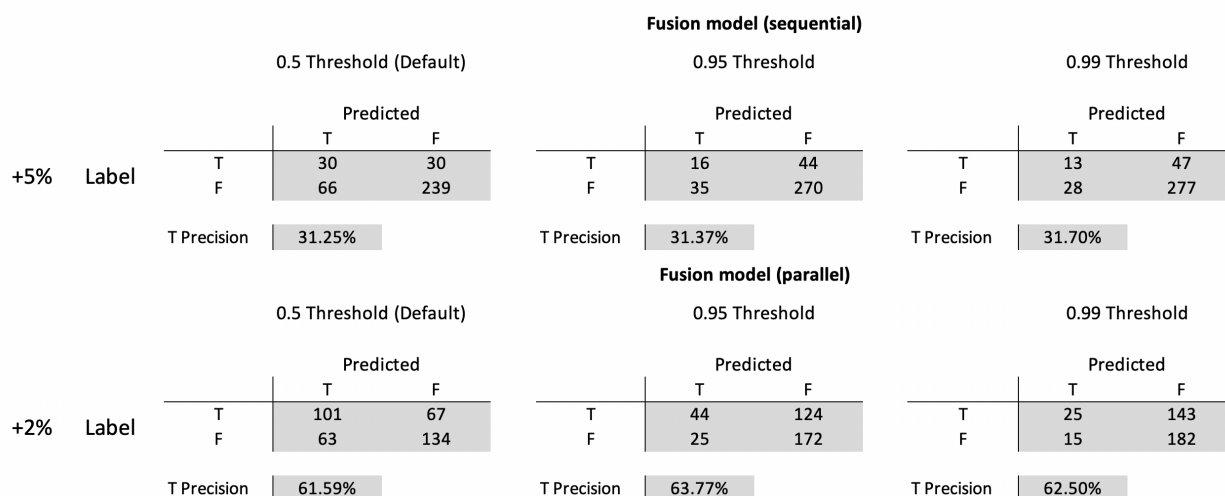 Fusion model (sequential)
0.5 Threshold (Default) 0.95 Threshold 0.99 Threshold
Predicted Predicted Predicted
T F T F T F
T 30 30 T 16 44 T 13 47
+5% Label
F 66 239 F 35 270 F 28 277
T Precision 31.25% T Precision 31.37% T Precision 31.70%
Fusion model (parallel)
0.5 Threshold (Default) 0.95 Threshold 0.99 Threshold
Predicted Predicted Predicted
T F T F T F
T 101 67 T 44 124 T 25 143
+2% Label
F 63 134 F 25 172 F 15 182
T Precision 61.59% T Precision 63.77% T Precision 62.50%